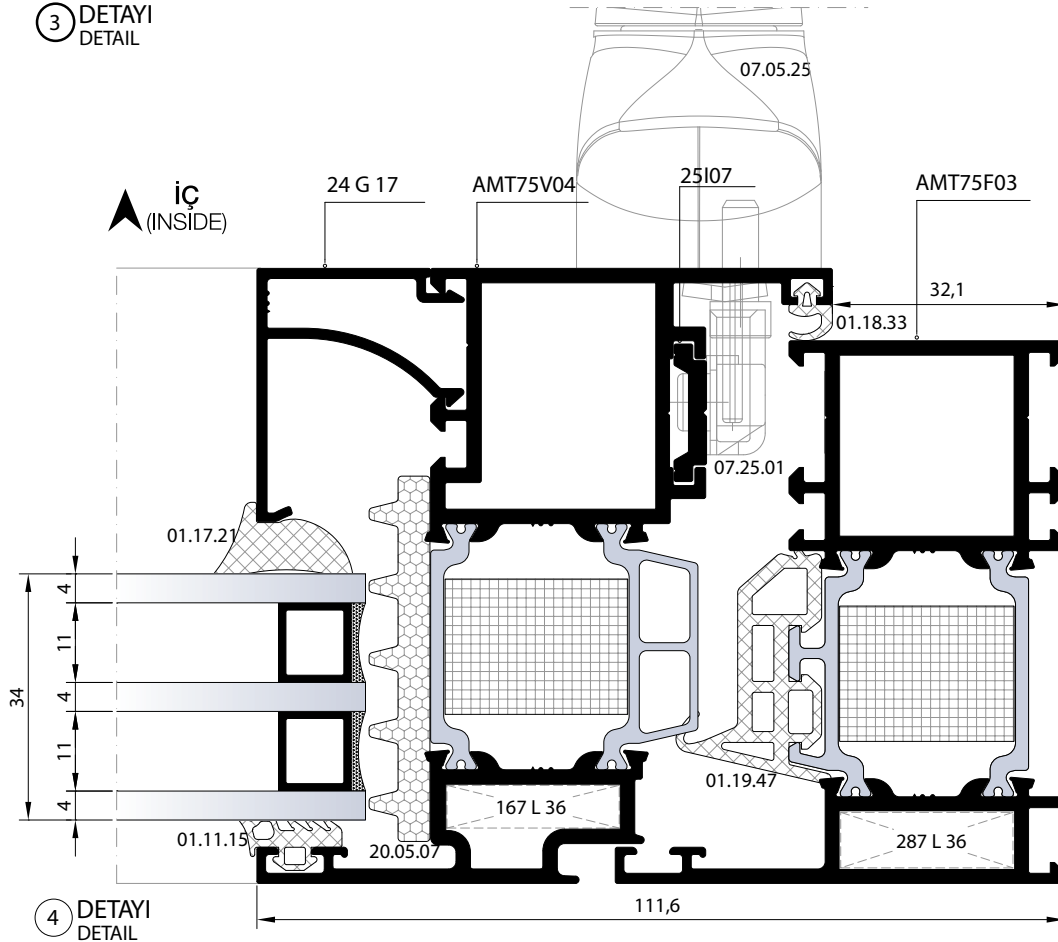 3 DETAYI
DETAIL
07.05.25
İÇ
(INSIDE)
24 G 17
AMT75V04
25I07
AMT75F03
32,1
01.18.33
07.25.01
01.17.21
4
11
4
11
4
34
01.19.47
167 L 36
287 L 36
01.11.15
20.05.07
111,6
4 DETAYI
DETAIL